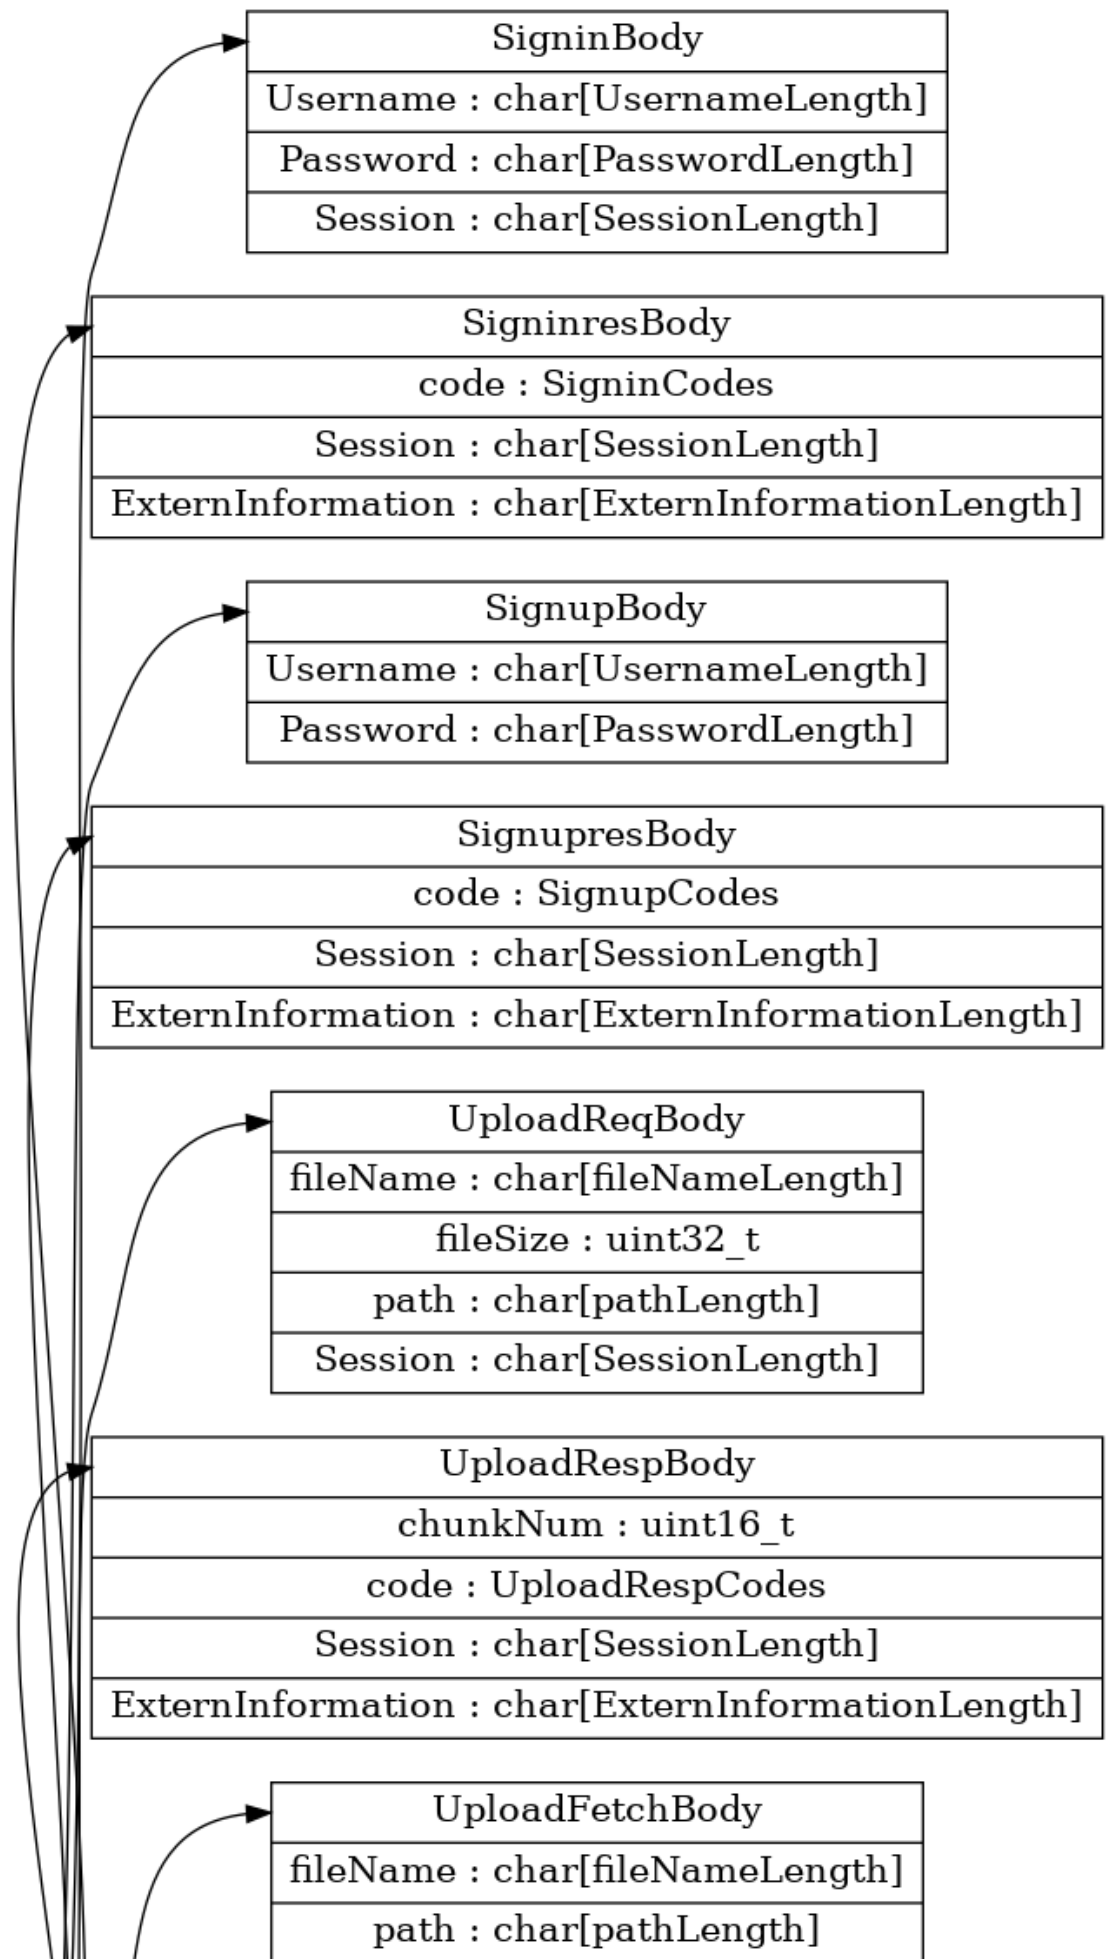 SigninBody
Username : char[UsernameLength]
Password : char[PasswordLength]
Session : char[SessionLength]
SigninresBody
code : SigninCodes
Session : char[SessionLength]
ExternInformation : char[ExternInformationLength]
SignupBody
Username : char[UsernameLength]
Password : char[PasswordLength]
SignupresBody
code : SignupCodes
Session : char[SessionLength]
ExternInformation : char[ExternInformationLength]
UploadReqBody
fileName : char[fileNameLength]
fileSize : uint32_t
path : char[pathLength]
Session : char[SessionLength]
UploadRespBody
chunkNum : uint16_t
code : UploadRespCodes
Session : char[SessionLength]
ExternInformation : char[ExternInformationLength]
UploadFetchBody
fileName : char[fileNameLength]
path : char[pathLength]